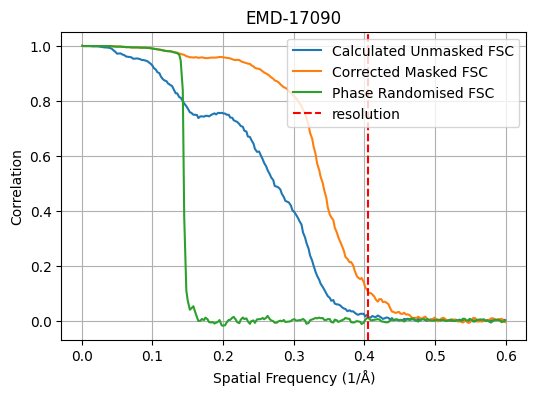 EMD-17090
Calculated Unmasked FSC
Corrected Masked FSC
Phase Randomised FSC
resolution
Correlation
1.0
0.8
0.6
0.4
0.2
0.0
0.0 0.1 0.2 0.3 0.4 0.5 0.6
Spatial Frequency (1/Å)